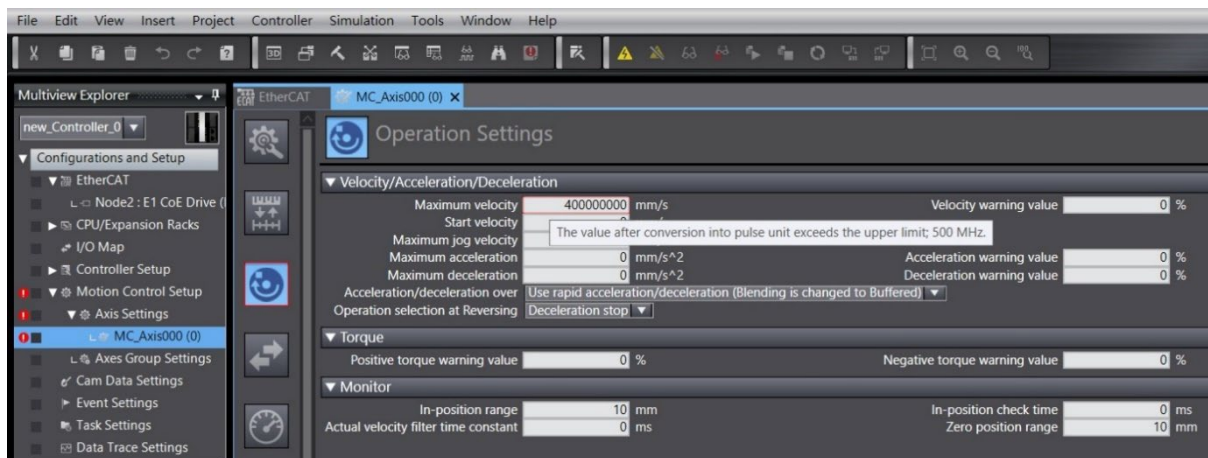 File Edit View Insert Project Controller Simulation Tools Window Help
Multiview Explorer
EtherCAT MC_Axis000 (0)
new_Controller_0
Operation Settings
Configurations and Setup
EtherCAT
Node2 : E1 CoE Drive (
CPU/Expansion Racks
I/O Map
Controller Setup
Motion Control Setup
Axis Settings
MC_Axis000 (0)
Axes Group Settings
Cam Data Settings
Event Settings
Task Settings
Data Trace Settings
Velocity/Acceleration/Deceleration
Maximum velocity 400000000 mm/s Velocity warning value 0 %
Start velocity
The value after conversion into pulse unit exceeds the upper limit; 500 MHz.
Maximum jog velocity
Maximum acceleration 0 mm/s^2 Acceleration warning value 0 %
Maximum deceleration 0 mm/s^2 Deceleration warning value 0 %
Acceleration/deceleration over Use rapid acceleration/deceleration (Blending is changed to Buffered)
Operation selection at Reversing Deceleration stop
Torque
Positive torque warning value 0 % Negative torque warning value 0 %
Monitor
In-position range 10 mm In-position check time 0 ms
Actual velocity filter time constant 0 ms Zero position range 10 mm